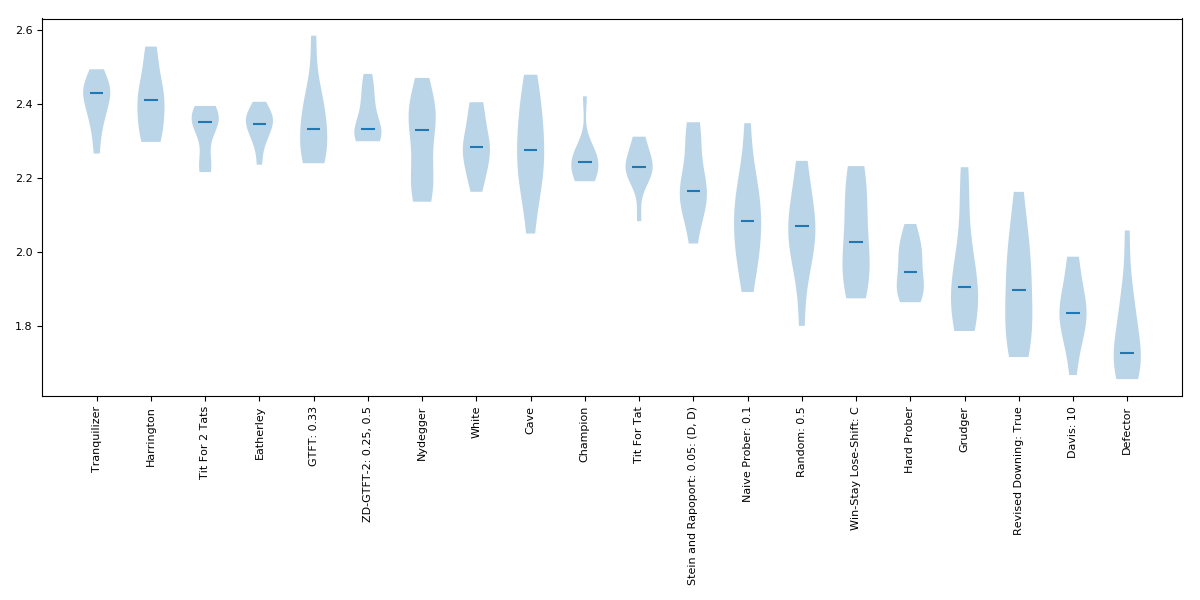 2.6
2.4
2.2
2.0
1.8
Tranquilizer
Harrington
Tit For 2 Tats
Eatherley
GTFT: 0.33
ZD-GTFT-2: 0.25, 0.5
Nydegger
White
Cave
Champion
Tit For Tat
Stein and Rapoport: 0.05: (D, D)
Naive Prober: 0.1
Random: 0.5
Win-Stay Lose-Shift: C
Hard Prober
Grudger
Revised Downing: True
Davis: 10
Defector